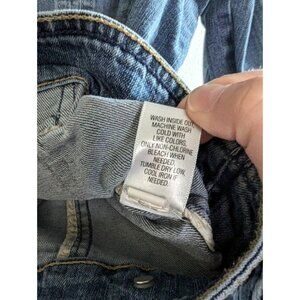 WASH INSIDE OUT
MACHINE WASH
COLD WITH
LIKE COLORS.
ONLY NON-CHLORINE
BLEACH WHEN
NEEDED.
TUMBLE DRY LOW.
COOL IRON IF
NEEDED.